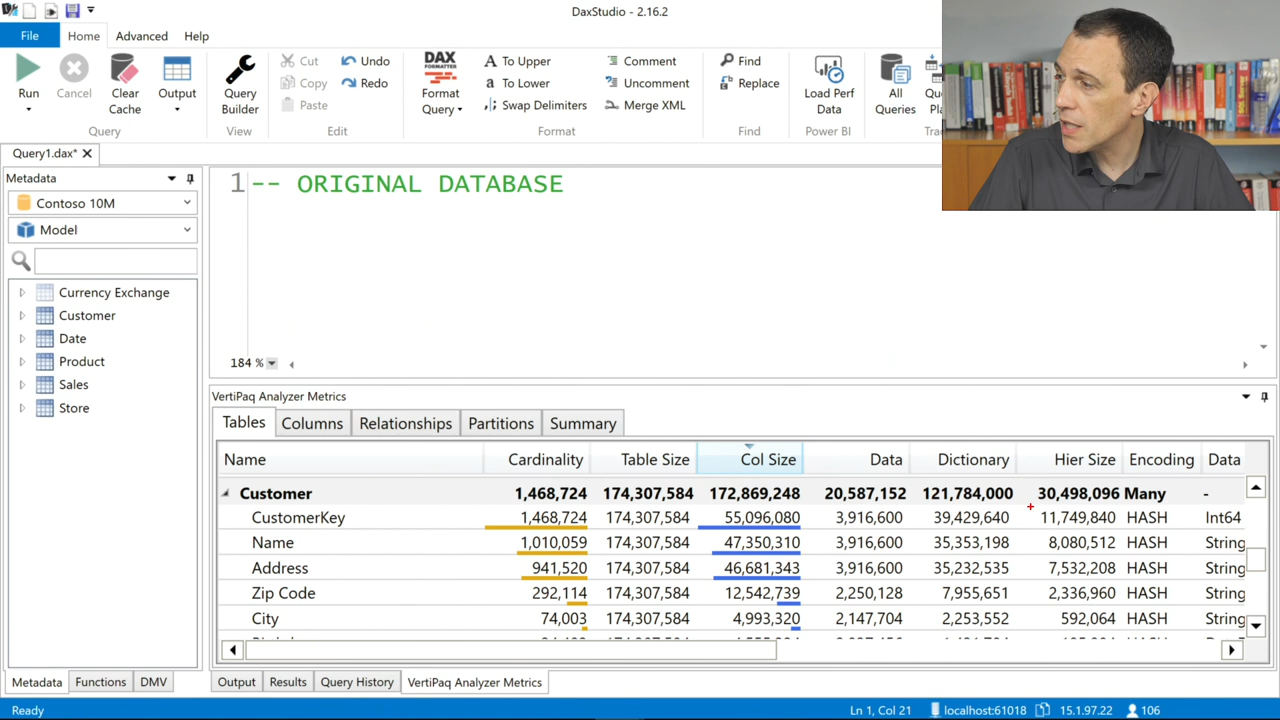 DaxStudio - 2.16.2
File Home Advanced Help
Run Cancel Clear Cache Output
Query
Query Builder
View
Cut Undo
Copy Redo
Paste
Edit
DAX FORMATTER
Format Query
To Upper Comment
To Lower Uncomment
Swap Delimiters Merge XML
Format
Find
Replace
Find
Load Perf Data
Power BI
All Queries
Query1.dax*
Metadata
Contoso 10M
Model
Currency Exchange
Customer
Date
Product
Sales
Store
1 -- ORIGINAL DATABASE
184 %
VertiPaq Analyzer Metrics
Tables Columns Relationships Partitions Summary
Name Cardinality Table Size Col Size Data Dictionary Hier Size Encoding Data
Customer 1,468,724 174,307,584 172,869,248 20,587,152 121,784,000 30,498,096 Many -
CustomerKey 1,468,724 174,307,584 55,096,080 3,916,600 39,429,640 11,749,840 HASH Int64
Name 1,010,059 174,307,584 47,350,310 3,916,600 35,353,198 8,080,512 HASH String
Address 941,520 174,307,584 46,681,343 3,916,600 35,232,535 7,532,208 HASH String
Zip Code 292,114 174,307,584 12,542,739 2,250,128 7,955,651 2,336,960 HASH String
City 74,003 174,307,584 4,993,320 2,147,704 2,253,552 592,064 HASH String
Metadata Functions DMV
Output Results Query History VertiPaq Analyzer Metrics
Ready Ln 1, Col 21 localhost:61018 15.1.97.22 106